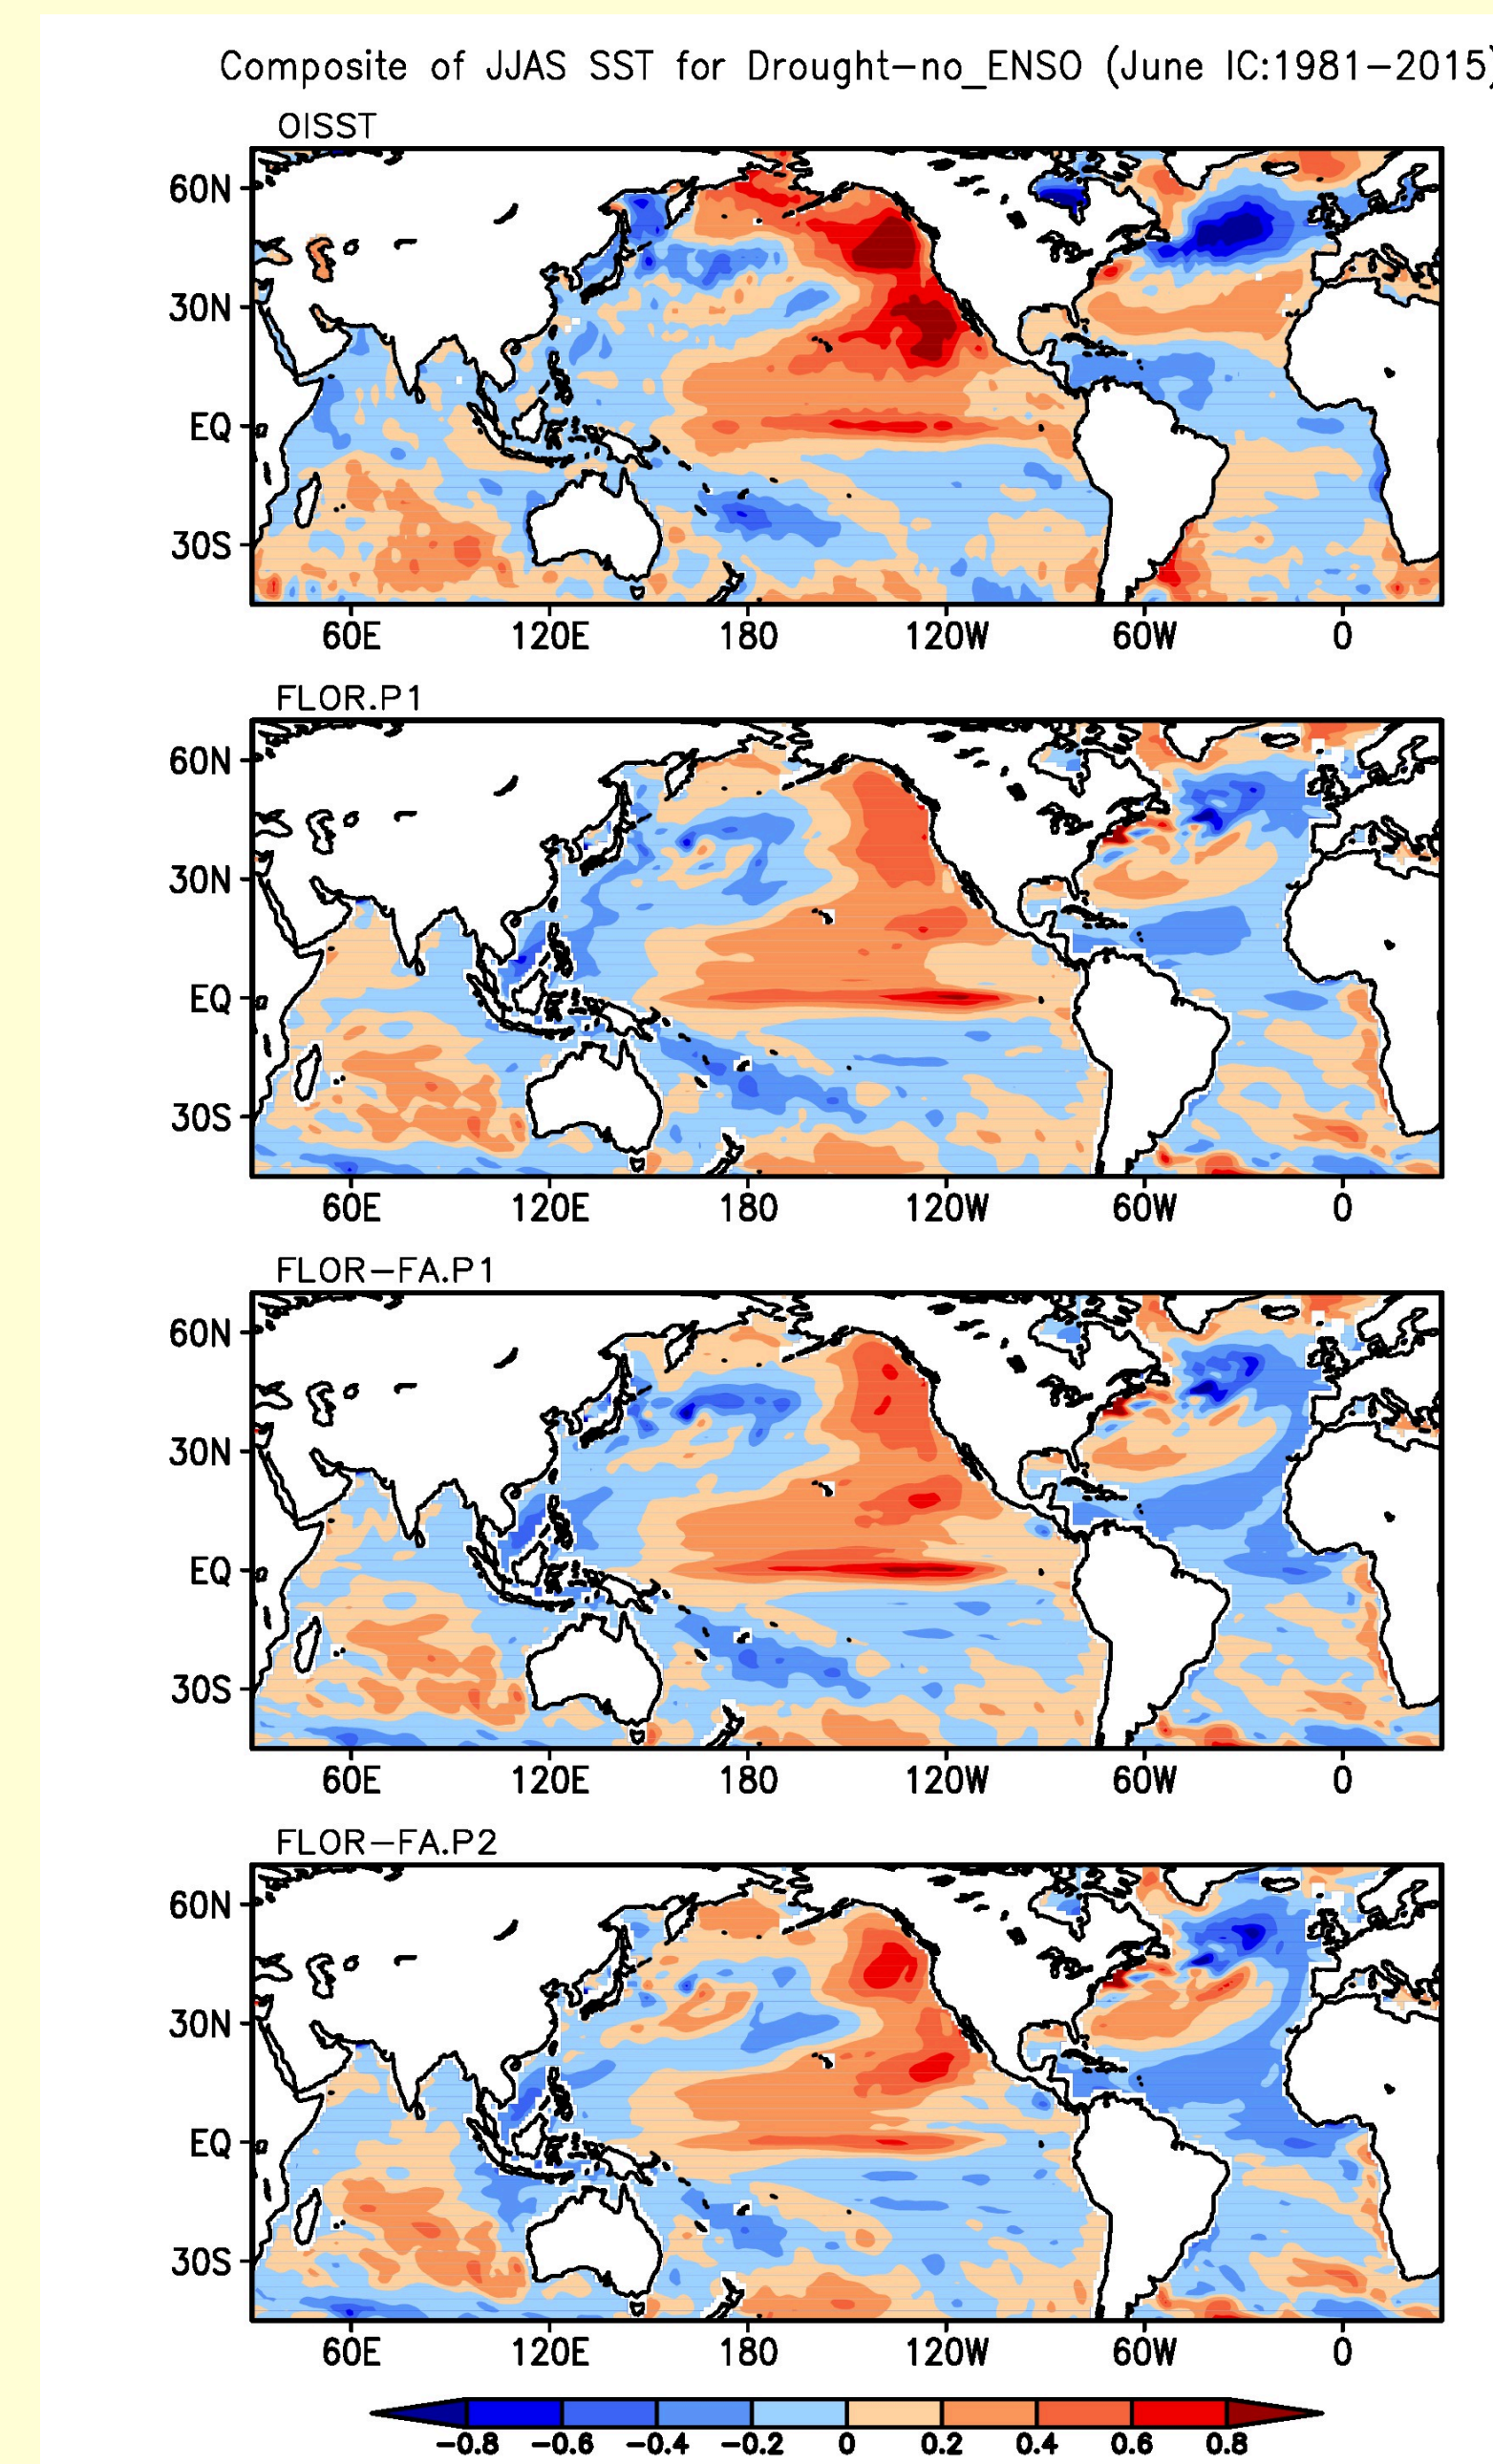 Composite of JJAS SST for Drought-no_ENSO (June IC:1981-2015)
OISST
60N
30N
EQ
30S
60E 120E 180 120W 60W 0
FLOR.P1
60N
30N
EQ
30S
60E 120E 180 120W 60W 0
FLOR-FA.P1
60N
30N
EQ
30S
60E 120E 180 120W 60W 0
FLOR-FA.P2
60N
30N
EQ
30S
60E 120E 180 120W 60W 0
-0.8 -0.6 -0.4 -0.2 0 0.2 0.4 0.6 0.8